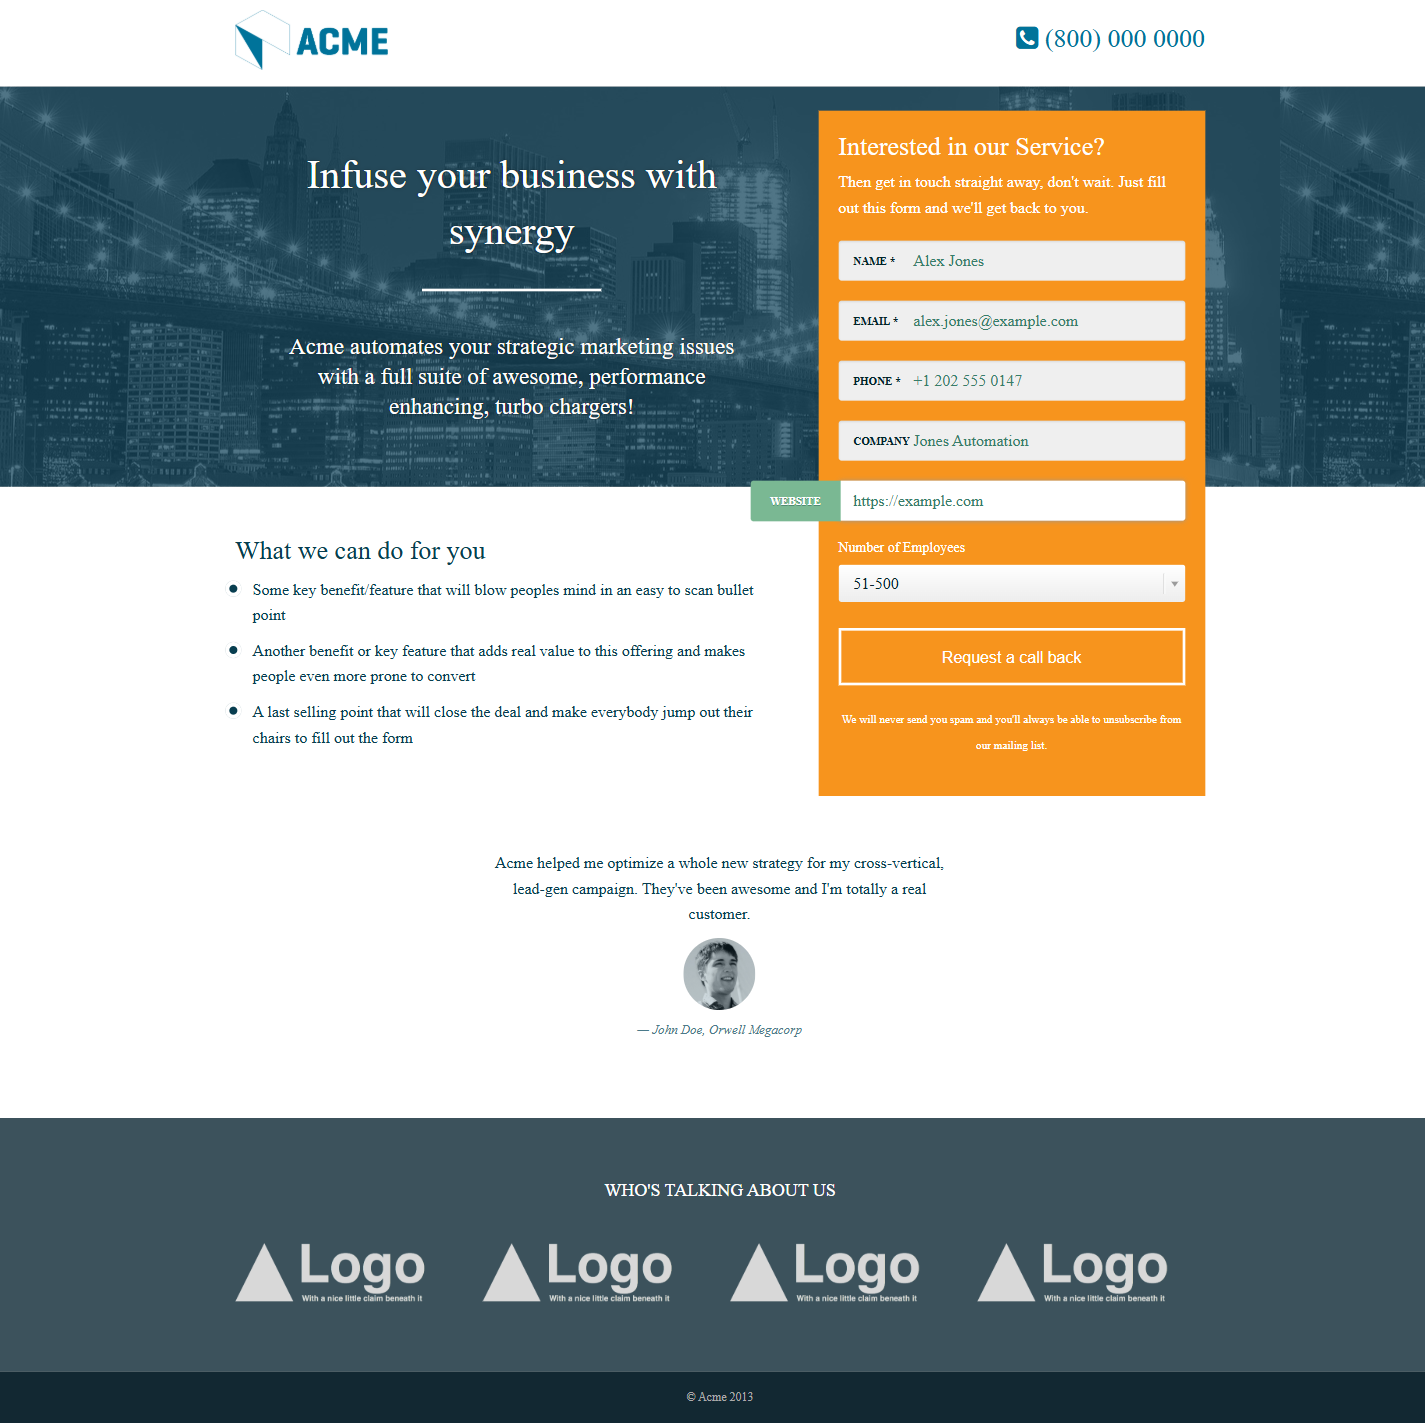 ACME
(800) 000 0000
Infuse your business with
synergy
Acme automates your strategic marketing issues
with a full suite of awesome, performance
enhancing, turbo chargers!
Interested in our Service?
Then get in touch straight away, don't wait. Just fill
out this form and we'll get back to you.
NAME * Alex Jones
EMAIL * alex.jones@example.com
PHONE * +1 202 555 0147
COMPANY Jones Automation
WEBSITE https://example.com
Number of Employees
51-500
Request a call back
We will never send you spam and you'll always be able to unsubscribe from
our mailing list.
What we can do for you
Some key benefit/feature that will blow peoples mind in an easy to scan bullet
point
Another benefit or key feature that adds real value to this offering and makes
people even more prone to convert
A last selling point that will close the deal and make everybody jump out their
chairs to fill out the form
Acme helped me optimize a whole new strategy for my cross-vertical,
lead-gen campaign. They've been awesome and I'm totally a real
customer.
— John Doe, Orwell Megacorp
WHO'S TALKING ABOUT US
Logo
With a nice little claim beneath it
Logo
With a nice little claim beneath it
Logo
With a nice little claim beneath it
Logo
With a nice little claim beneath it
© Acme 2013